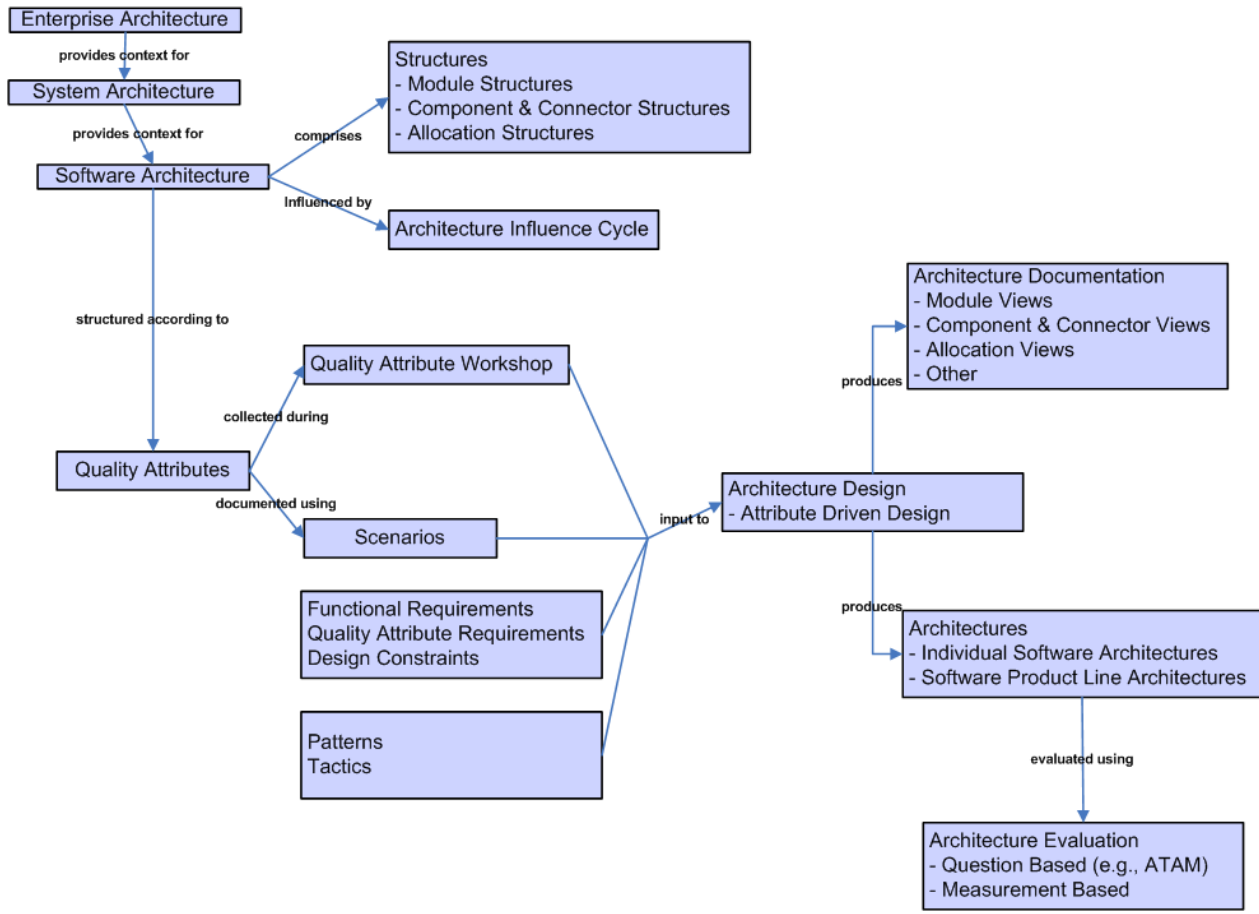 Enterprise Architecture
provides context for
System Architecture
provides context for
Software Architecture
comprises
Structures
- Module Structures
- Component & Connector Structures
- Allocation Structures
Influenced by
Architecture Influence Cycle
structured according to
Quality Attributes
collected during
Quality Attribute Workshop
documented using
Scenarios
Functional Requirements
Quality Attribute Requirements
Design Constraints
Patterns
Tactics
input to
Architecture Design
- Attribute Driven Design
produces
Architecture Documentation
- Module Views
- Component & Connector Views
- Allocation Views
- Other
produces
Architectures
- Individual Software Architectures
- Software Product Line Architectures
evaluated using
Architecture Evaluation
- Question Based (e.g., ATAM)
- Measurement Based